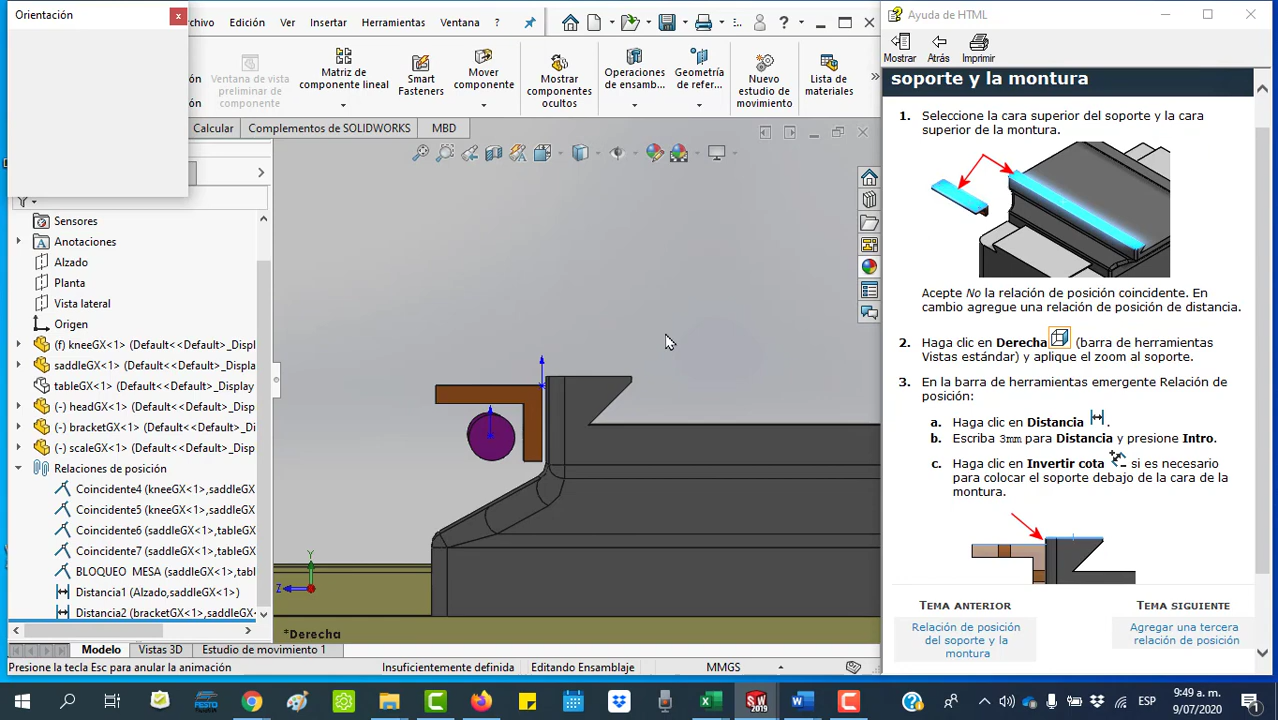 Orientación
x
chivo Edición Ver Insertar Herramientas Ventana ?
Ventana de vista
preliminar de
componente
Matriz de
componente lineal
Smart
Fasteners
Mover
componente
Mostrar
componentes
ocultos
Operaciones
de ensamb...
Geometría
de refer...
Nuevo
estudio de
movimiento
Lista de
materiales
Calcular Complementos de SOLIDWORKS MBD
Sensores
Anotaciones
Alzado
Planta
Vista lateral
Origen
(f) kneeGX<1> (Default<<Default>_Displ
saddleGX<1> (Default<<Default>_Displ
tableGX<1> (Default<<Default>_Display
(-) headGX<1> (Default<<Default>_Disp
(-) bracketGX<1> (Default<<Default>_D
(-) scaleGX<1> (Default<<Default>_Disp
Relaciones de posición
Coincidente4 (kneeGX<1>,saddleGX
Coincidente5 (kneeGX<1>,saddleGX
Coincidente6 (saddleGX<1>,tableGX
Coincidente7 (saddleGX<1>,tableGX
BLOQUEO MESA (saddleGX<1>,tabl
Distancia1 (Alzado,saddleGX<1>)
Distancia2 (bracketGX<1>,saddleGX
Y
Z
*Derecha
Modelo Vistas 3D Estudio de movimiento 1
Presione la tecla Esc para anular la animación Insuficientemente definida Editando Ensamblaje MMGS
Ayuda de HTML
Mostrar Atrás Imprimir
soporte y la montura
1. Seleccione la cara superior del soporte y la cara
superior de la montura.
Acepte No la relación de posición coincidente. En
cambio agregue una relación de posición de distancia.
2. Haga clic en Derecha (barra de herramientas
Vistas estándar) y aplique el zoom al soporte.
3. En la barra de herramientas emergente Relación de
posición:
a. Haga clic en Distancia .
b. Escriba 3mm para Distancia y presione Intro.
c. Haga clic en Invertir cota si es necesario
para colocar el soporte debajo de la cara de la
montura.
TEMA ANTERIOR
Relación de posición
del soporte y la
montura
TEMA SIGUIENTE
Agregar una tercera
relación de posición
FESTO
SW
2019
ESP
9:49 a. m.
9/07/2020